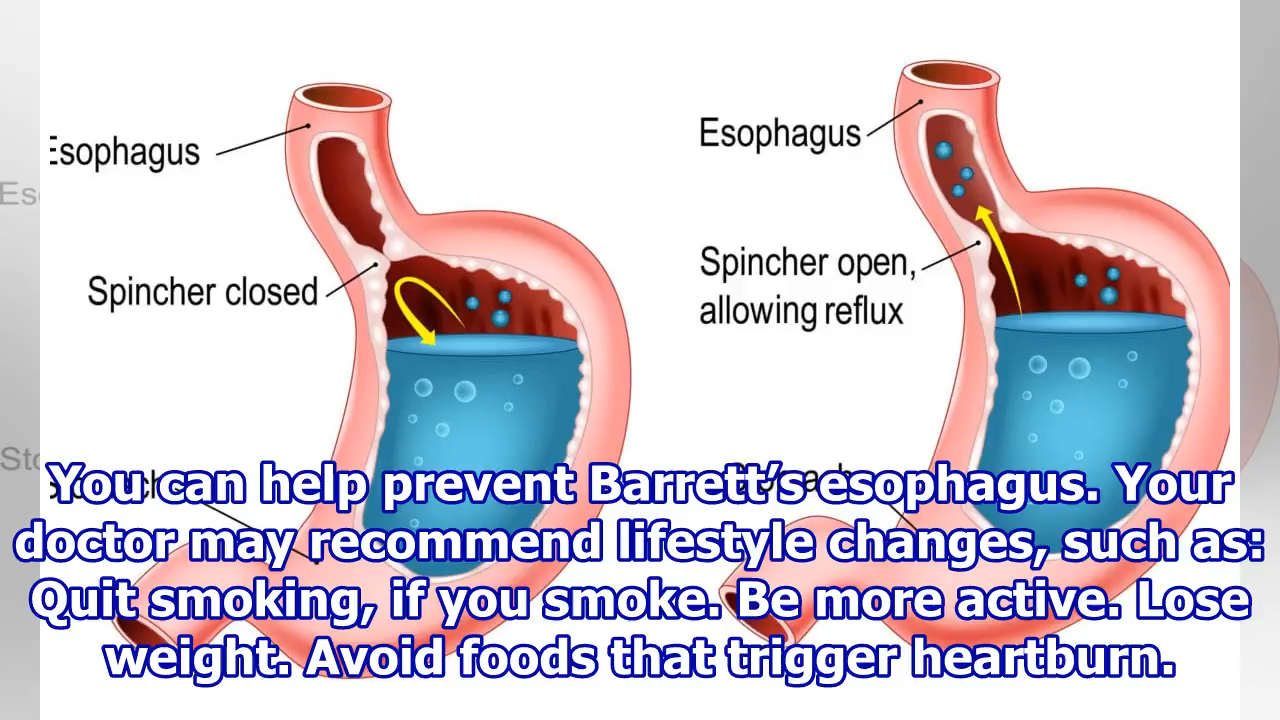 Esophagus
Spincher closed
Esophagus
Spincher open,
allowing reflux
You can help prevent Barrett’s esophagus. Your
doctor may recommend lifestyle changes, such as:
Quit smoking, if you smoke. Be more active. Lose
weight. Avoid foods that trigger heartburn.